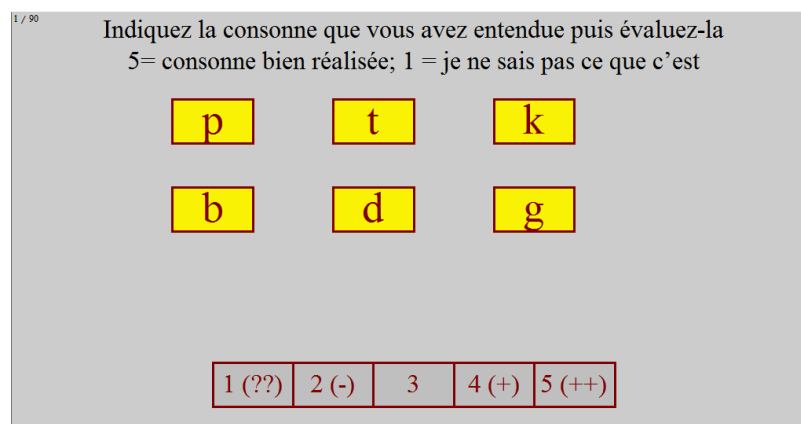 1 / 90
Indiquez la consonne que vous avez entendue puis évaluez-la
5= consonne bien réalisée; 1 = je ne sais pas ce que c’est
p t k
b d g
1 (??) 2 (-) 3 4 (+) 5 (++)